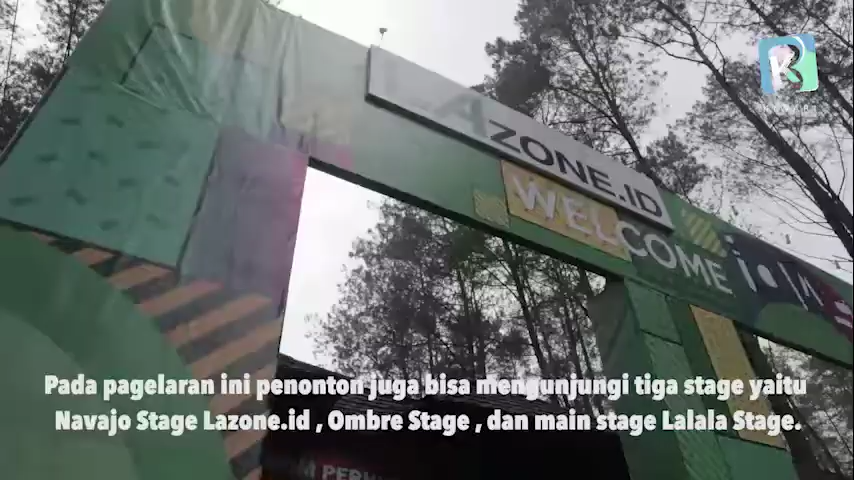 LAZONE.ID
WELCOME
Pada pagelaran ini penonton juga bisa mengunjungi tiga stage yaitu
Navajo Stage Lazone.id , Ombre Stage , dan main stage Lalala Stage.